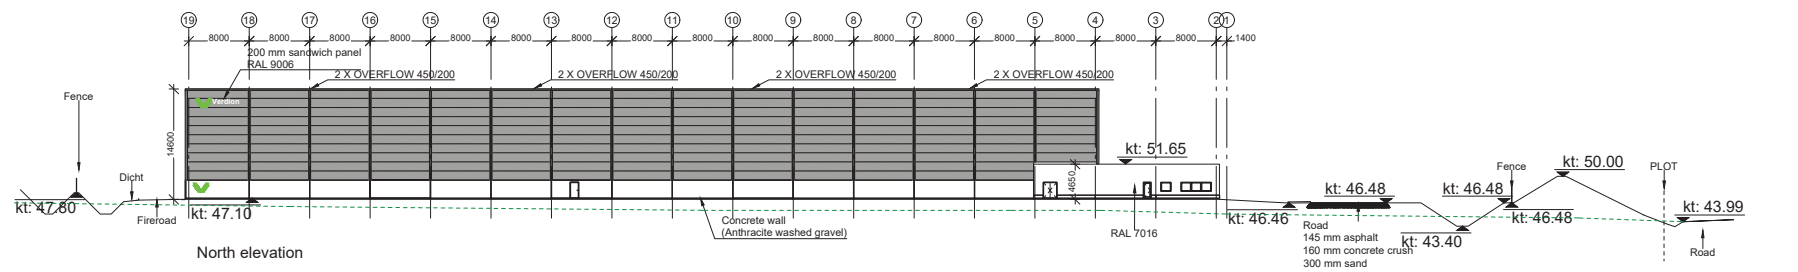 19 18 17 16 15 14 13 12 11 10 9 8 7 6 5 4 3 2 1
8000 8000 8000 8000 8000 8000 8000 8000 8000 8000 8000 8000 8000 8000 8000 8000 8000 1400
200 mm sandwich panel
RAL 9006
2 X OVERFLOW 450/200
2 X OVERFLOW 450/200
2 X OVERFLOW 450/200
2 X OVERFLOW 450/200
Fence
Verdion
14600
kt: 51.65
4650
Dicht
kt: 47.80
Fireroad
kt: 47.10
Concrete wall
(Anthracite washed gravel)
RAL 7016
kt: 46.46
kt: 46.48
Road
145 mm asphalt
160 mm concrete crush
300 mm sand
kt: 43.40
kt: 46.48
Fence
kt: 46.48
kt: 50.00
PLOT
kt: 43.99
Road
North elevation